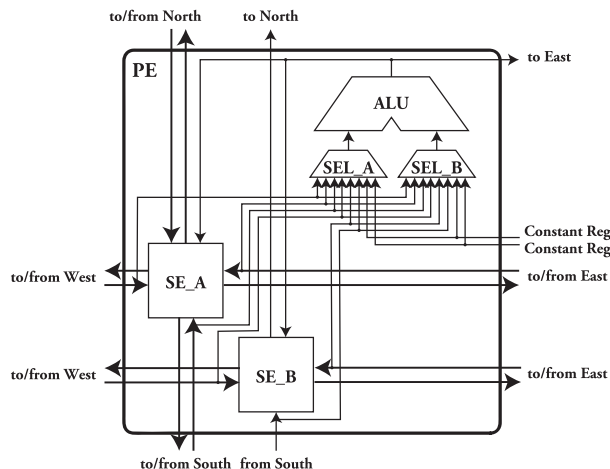 to/from North
to North
PE
to East
ALU
SEL_A
SEL_B
Constant Reg
Constant Reg
to/from West
SE_A
to/from East
to/from West
SE_B
to/from East
to/from South
from South